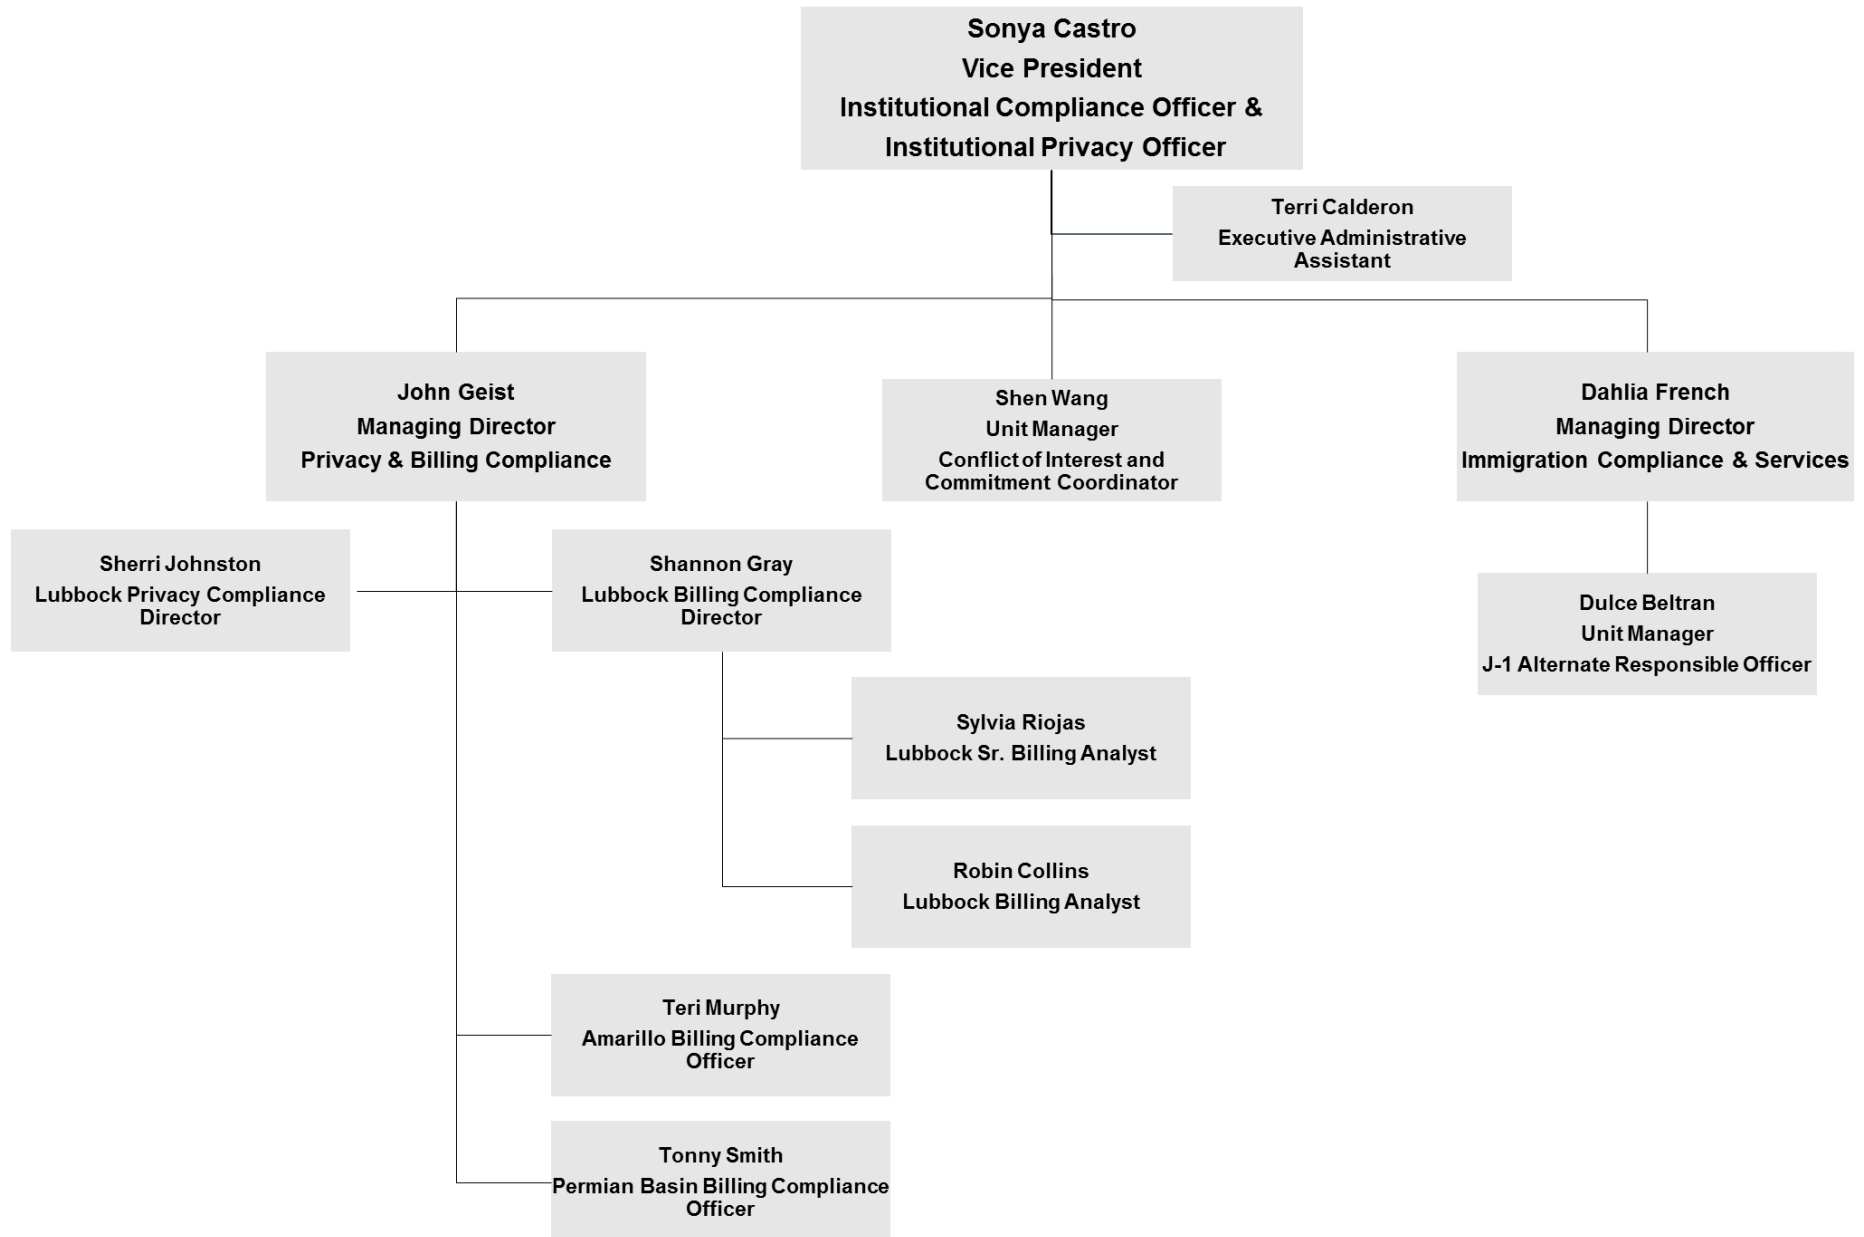 Sonya Castro
Vice President
Institutional Compliance Officer &
Institutional Privacy Officer
Terri Calderon
Executive Administrative
Assistant
John Geist
Managing Director
Privacy & Billing Compliance
Shen Wang
Unit Manager
Conflict of Interest and
Commitment Coordinator
Dahlia French
Managing Director
Immigration Compliance & Services
Sherri Johnston
Lubbock Privacy Compliance
Director
Shannon Gray
Lubbock Billing Compliance
Director
Dulce Beltran
Unit Manager
J-1 Alternate Responsible Officer
Sylvia Riojas
Lubbock Sr. Billing Analyst
Robin Collins
Lubbock Billing Analyst
Teri Murphy
Amarillo Billing Compliance
Officer
Tonny Smith
Permian Basin Billing Compliance
Officer